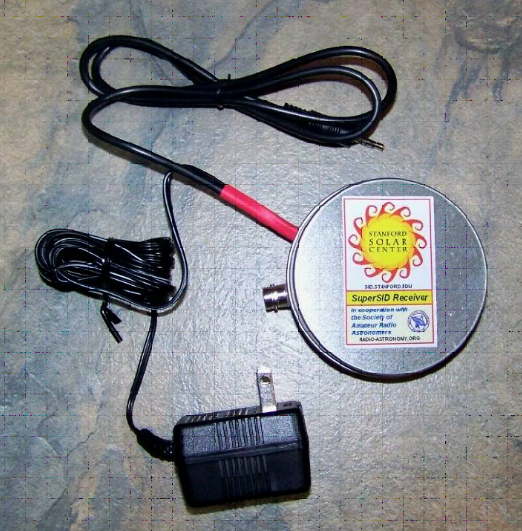 STANFORD
SOLAR
CENTER
SID.STANFORD.EDU
SuperSID Receiver
in cooperation with
the Society of
Amateur Radio
Astronomers
RADIO-ASTRONOMY.ORG